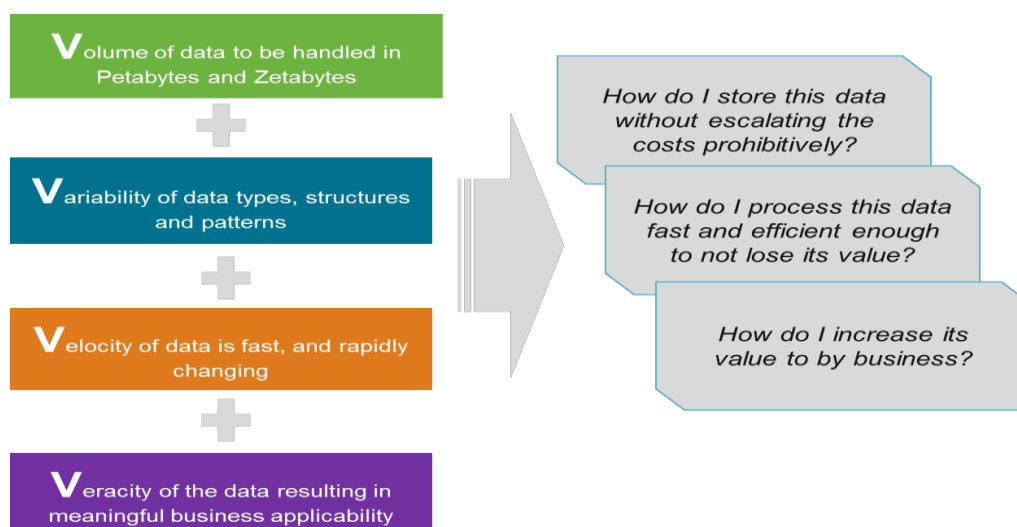 Volume of data to be handled in
Petabytes and Zetabytes
Variability of data types, structures
and patterns
Velocity of data is fast, and rapidly
changing
Veracity of the data resulting in
meaningful business applicability
How do I store this data
without escalating the
costs prohibitively?
How do I process this data
fast and efficient enough
to not lose its value?
How do I increase its
value to by business?